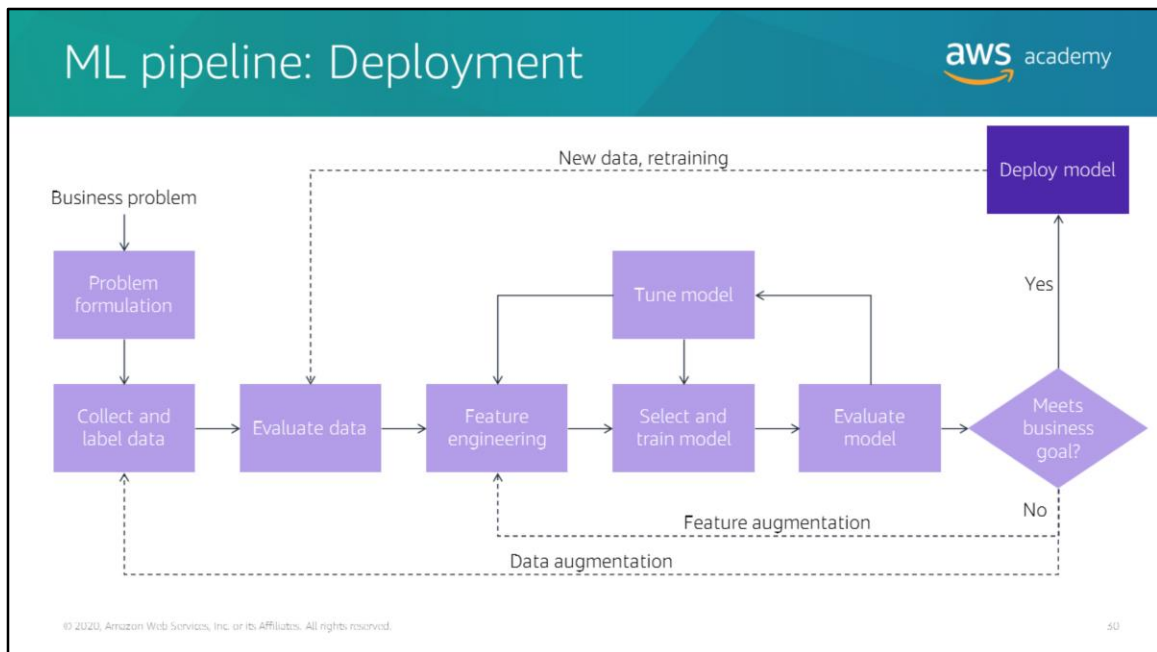 ML pipeline: Deployment
aws academy
New data, retraining
Deploy model
Business problem
Problem
formulation
Tune model
Yes
Collect and
label data
Evaluate data
Feature
engineering
Select and
train model
Evaluate
model
Meets
business
goal?
No
Feature augmentation
Data augmentation
© 2020, Amazon Web Services, Inc. or its Affiliates. All rights reserved.
30